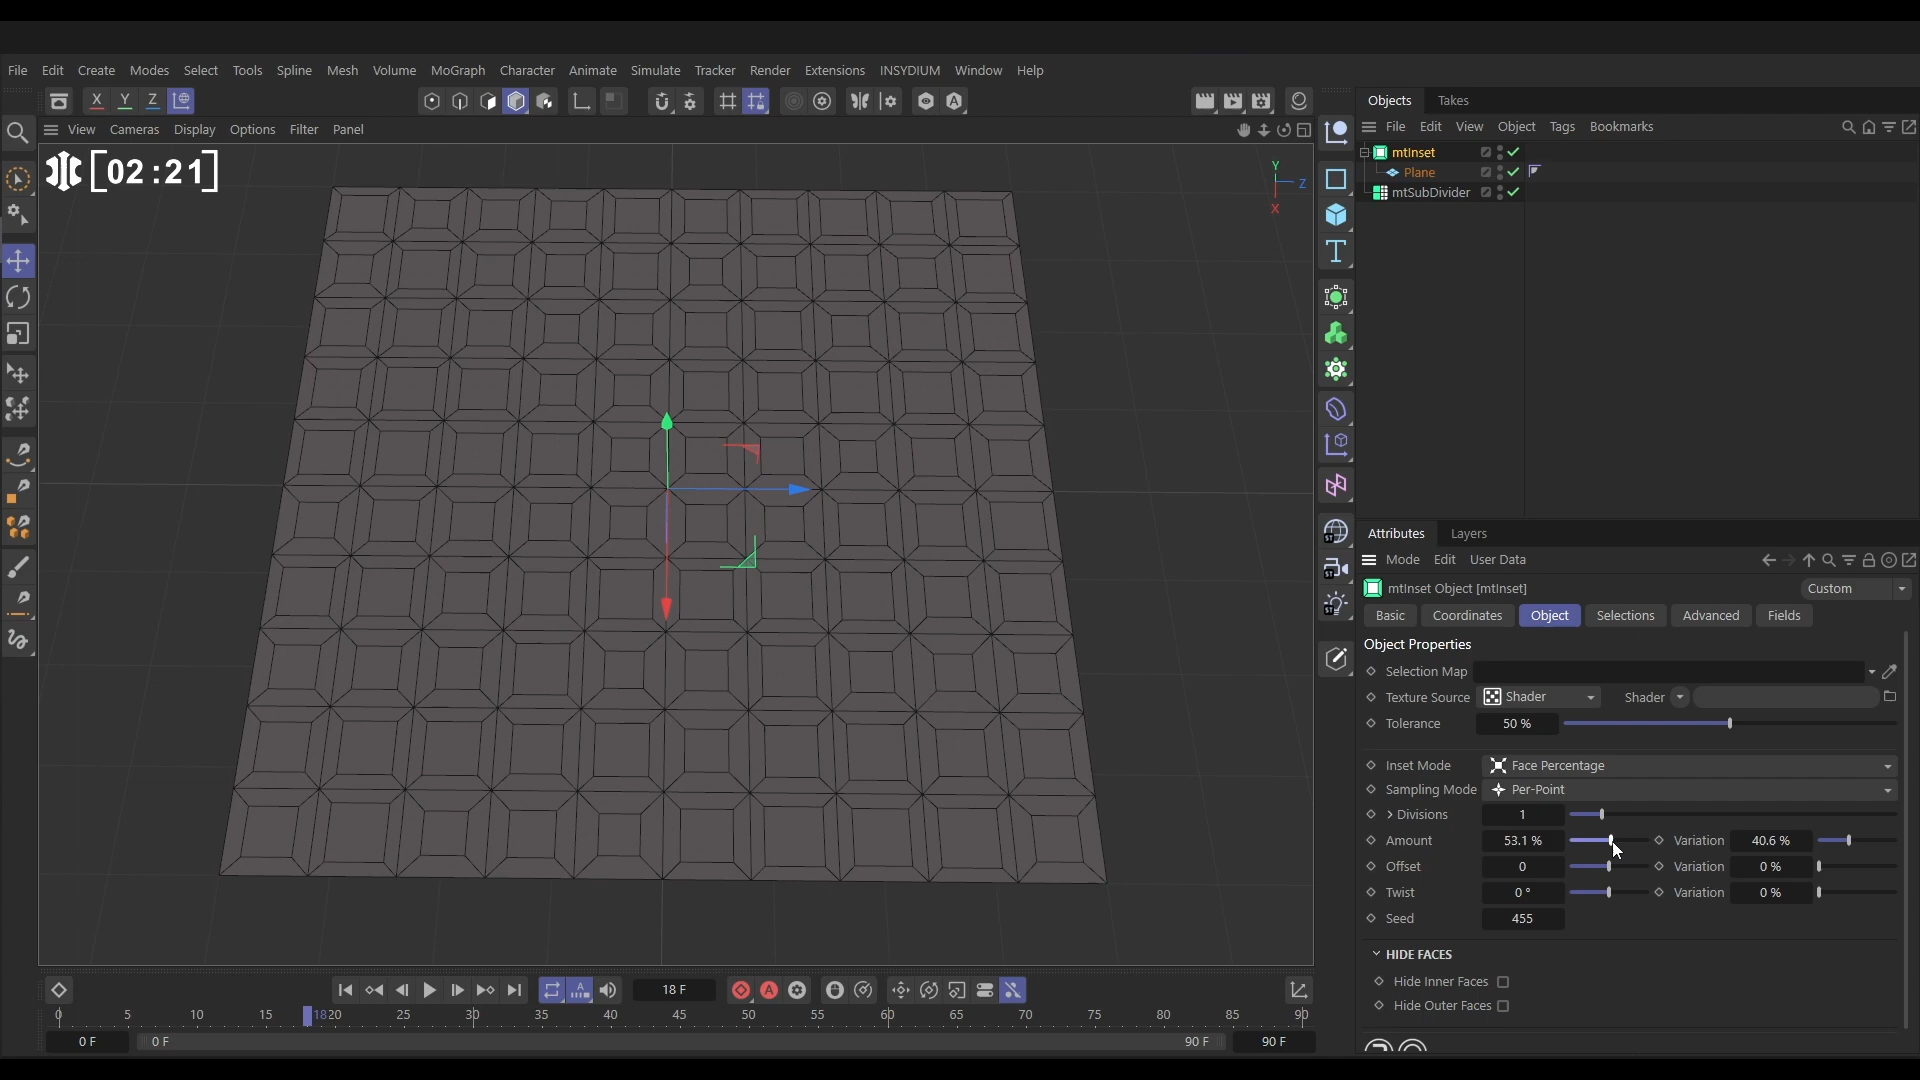 File Edit Create Modes Select Tools Spline Mesh Volume MoGraph Character Animate Simulate Tracker Render Extensions INSYDIUM Window Help
X Y Z
View Cameras Display Options Filter Panel
[02:21]
Y
Z
X
Objects Takes
File Edit View Object Tags Bookmarks
mtInset
Plane
mtSubDivider
Attributes Layers
Mode Edit User Data
mtInset Object [mtInset] Custom
Basic Coordinates Object Selections Advanced Fields
Object Properties
Selection Map
Texture Source Shader Shader
Tolerance 50 %
Inset Mode Face Percentage
Sampling Mode Per-Point
Divisions 1
Amount 53.1 % Variation 40.6 %
Offset 0 Variation 0 %
Twist 0 ° Variation 0 %
Seed 455
HIDE FACES
Hide Inner Faces
Hide Outer Faces
18 F
0 5 10 15 1820 25 30 35 40 45 50 55 60 65 70 75 80 85 90
0 F 0 F 90 F 90 F